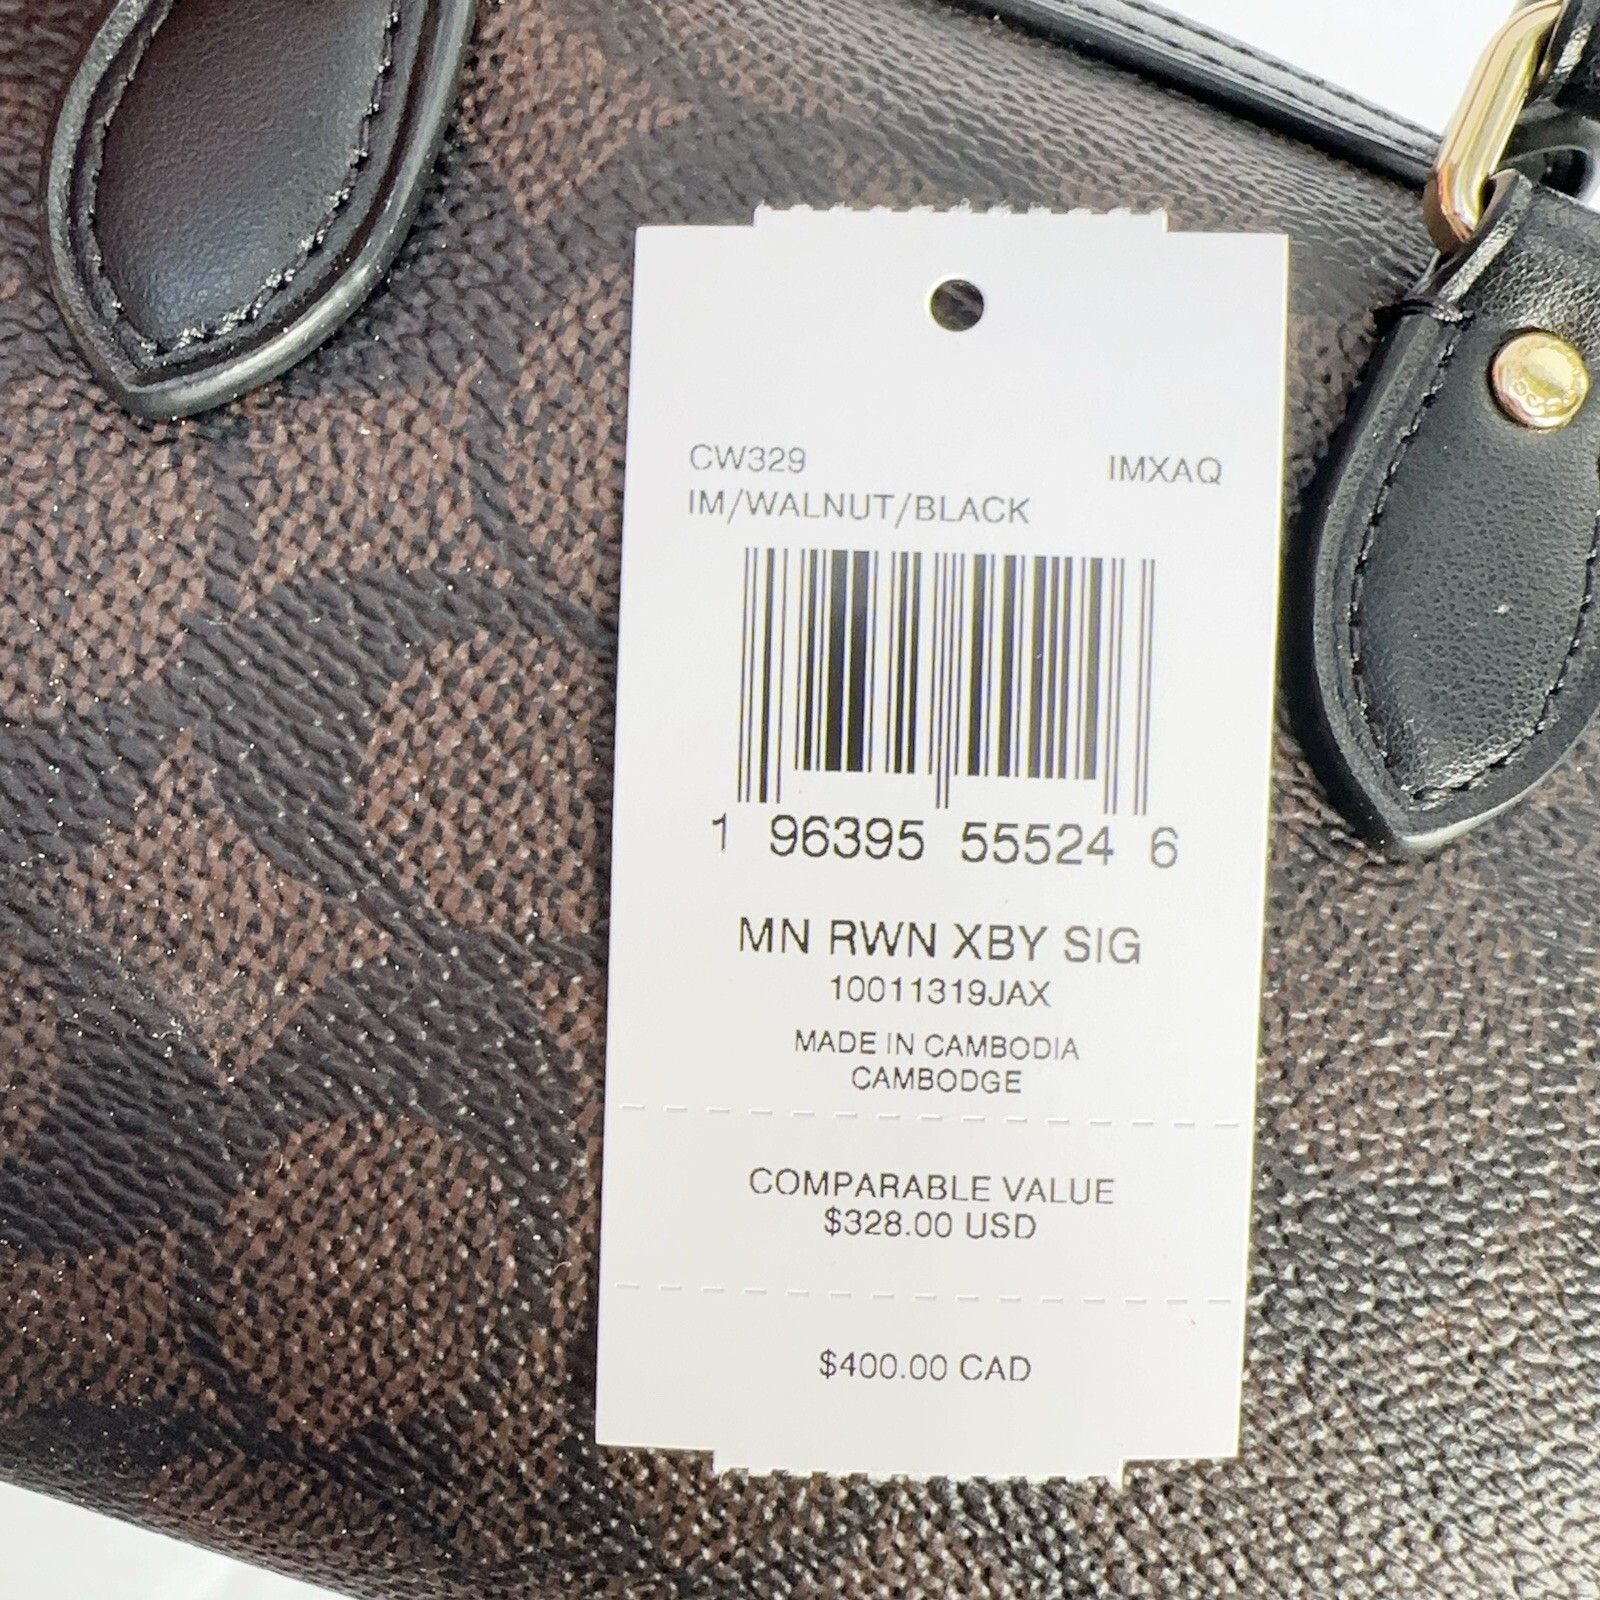 CW329 IMXAQ
IM/WALNUT/BLACK
1 96395 55524 6
MN RWN XBY SIG
10011319JAX
MADE IN CAMBODIA
CAMBODGE
COMPARABLE VALUE
$328.00 USD
$400.00 CAD